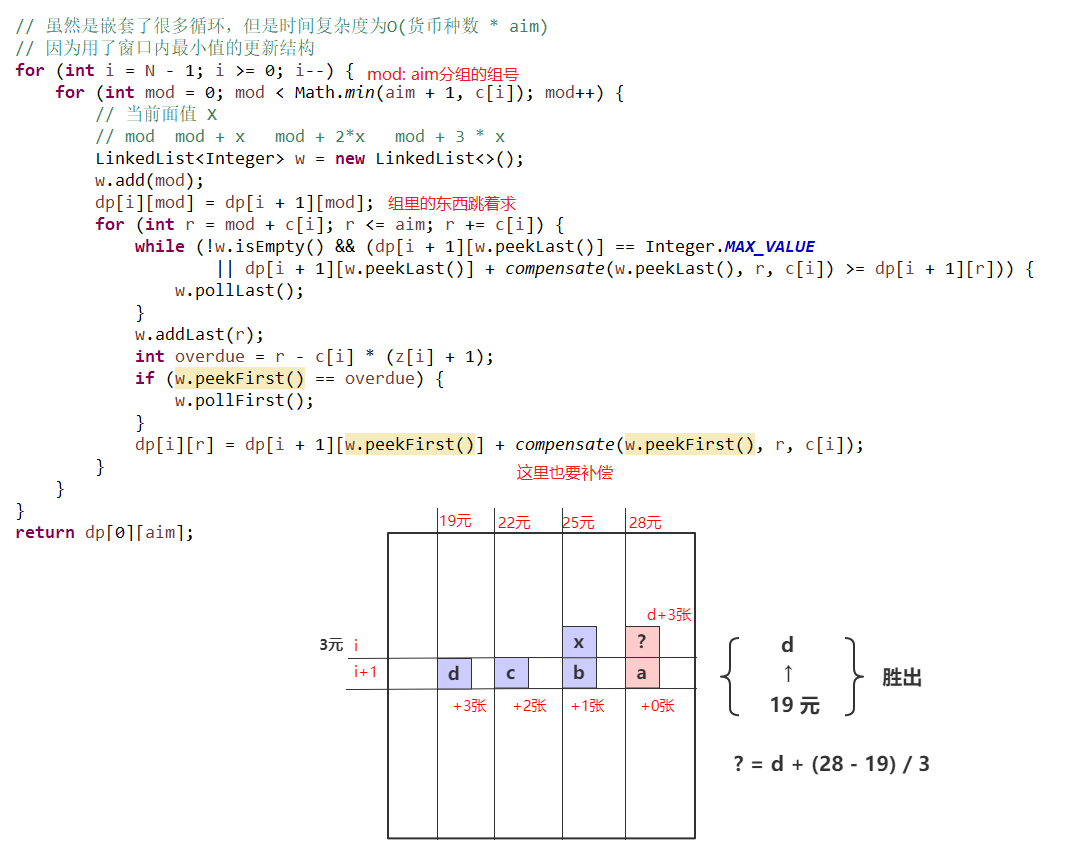 // 虽然是嵌套了很多循环，但是时间复杂度为O(货币种数 * aim)
// 因为用了窗口内最小值的更新结构
for (int i = N - 1; i >= 0; i--) { mod: aim分组的组号
    for (int mod = 0; mod < Math.min(aim + 1, c[i]); mod++) {
        // 当前面值 X
        // mod  mod + x   mod + 2*x   mod + 3 * x
        LinkedList<Integer> w = new LinkedList<>();
        w.add(mod);
        dp[i][mod] = dp[i + 1][mod]; 组里的东西跳着求
        for (int r = mod + c[i]; r <= aim; r += c[i]) {
            while (!w.isEmpty() && (dp[i + 1][w.peekLast()] == Integer.MAX_VALUE
                    || dp[i + 1][w.peekLast()] + compensate(w.peekLast(), r, c[i]) >= dp[i + 1][r])) {
                w.pollLast();
            }
            w.addLast(r);
            int overdue = r - c[i] * (z[i] + 1);
            if (w.peekFirst() == overdue) {
                w.pollFirst();
            }
            dp[i][r] = dp[i + 1][w.peekFirst()] + compensate(w.peekFirst(), r, c[i]);
        }
这里也要补偿
    }
}
return dp[0][aim];
19元 22元 25元 28元
d+3张
3元 i x ?
i+1 d c b a
+3张 +2张 +1张 +0张
d
↑
19 元
胜出
? = d + (28 - 19) / 3